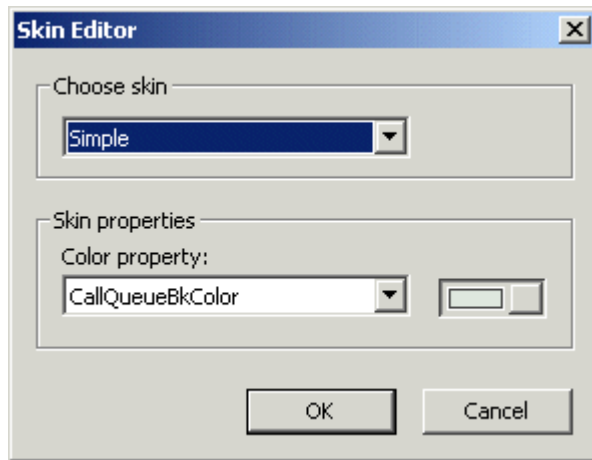 Skin Editor
Choose skin
Simple
Skin properties
Color property:
CallQueueBkColor
OK
Cancel